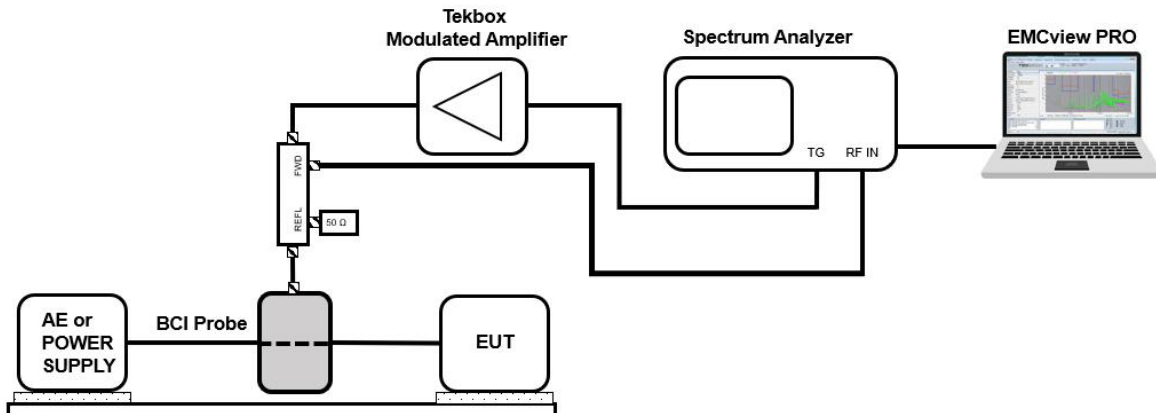 Tekbox
Modulated Amplifier
Spectrum Analyzer
EMCview PRO
TG
RF IN
FWD
REFL
50 Ω
BCI Probe
AE or
POWER
SUPPLY
EUT